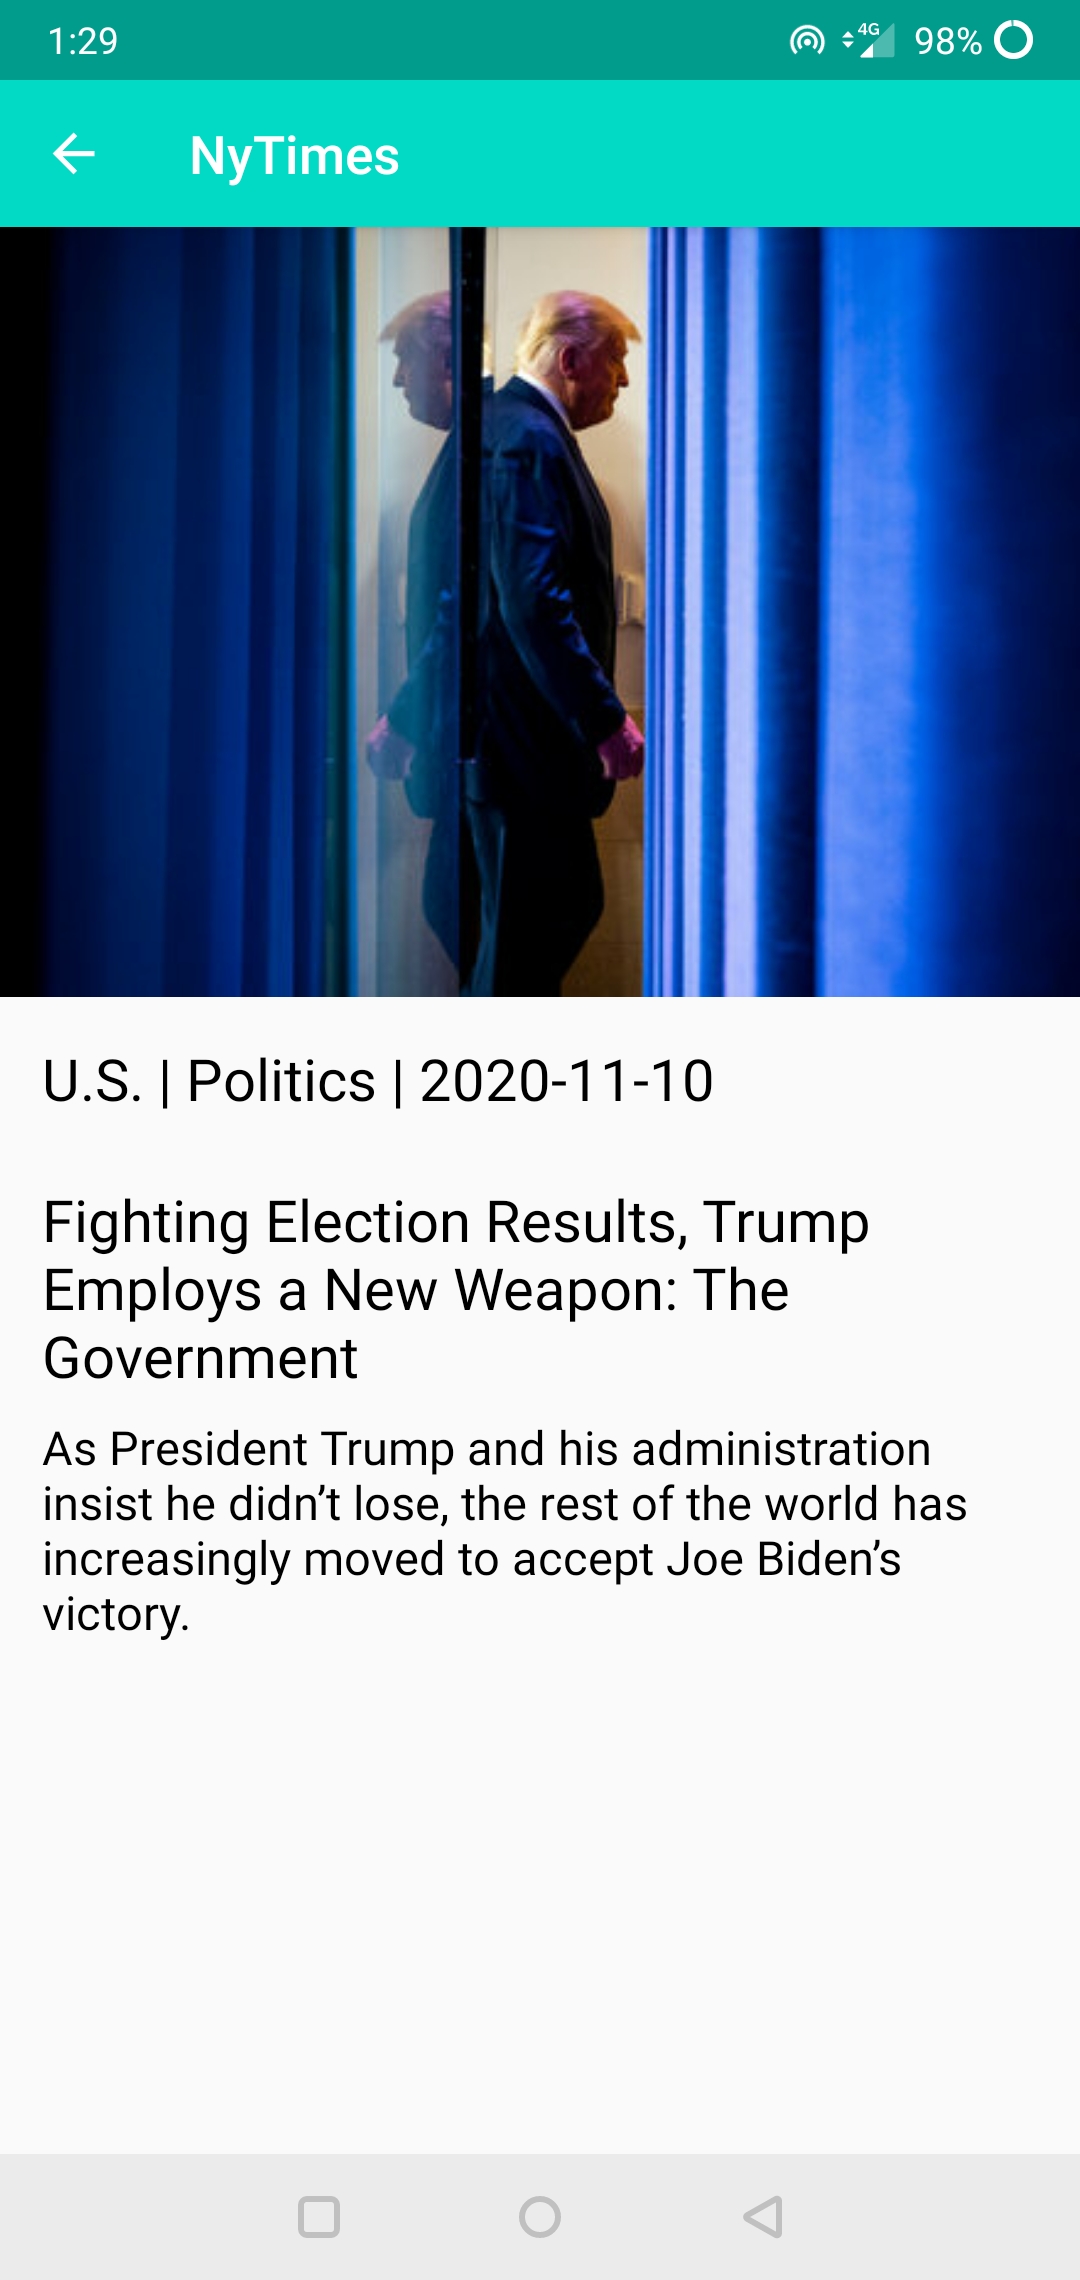 1:29
4G
98%
NyTimes
U.S. | Politics | 2020-11-10
Fighting Election Results, Trump
Employs a New Weapon: The
Government
As President Trump and his administration
insist he didn’t lose, the rest of the world has
increasingly moved to accept Joe Biden’s
victory.